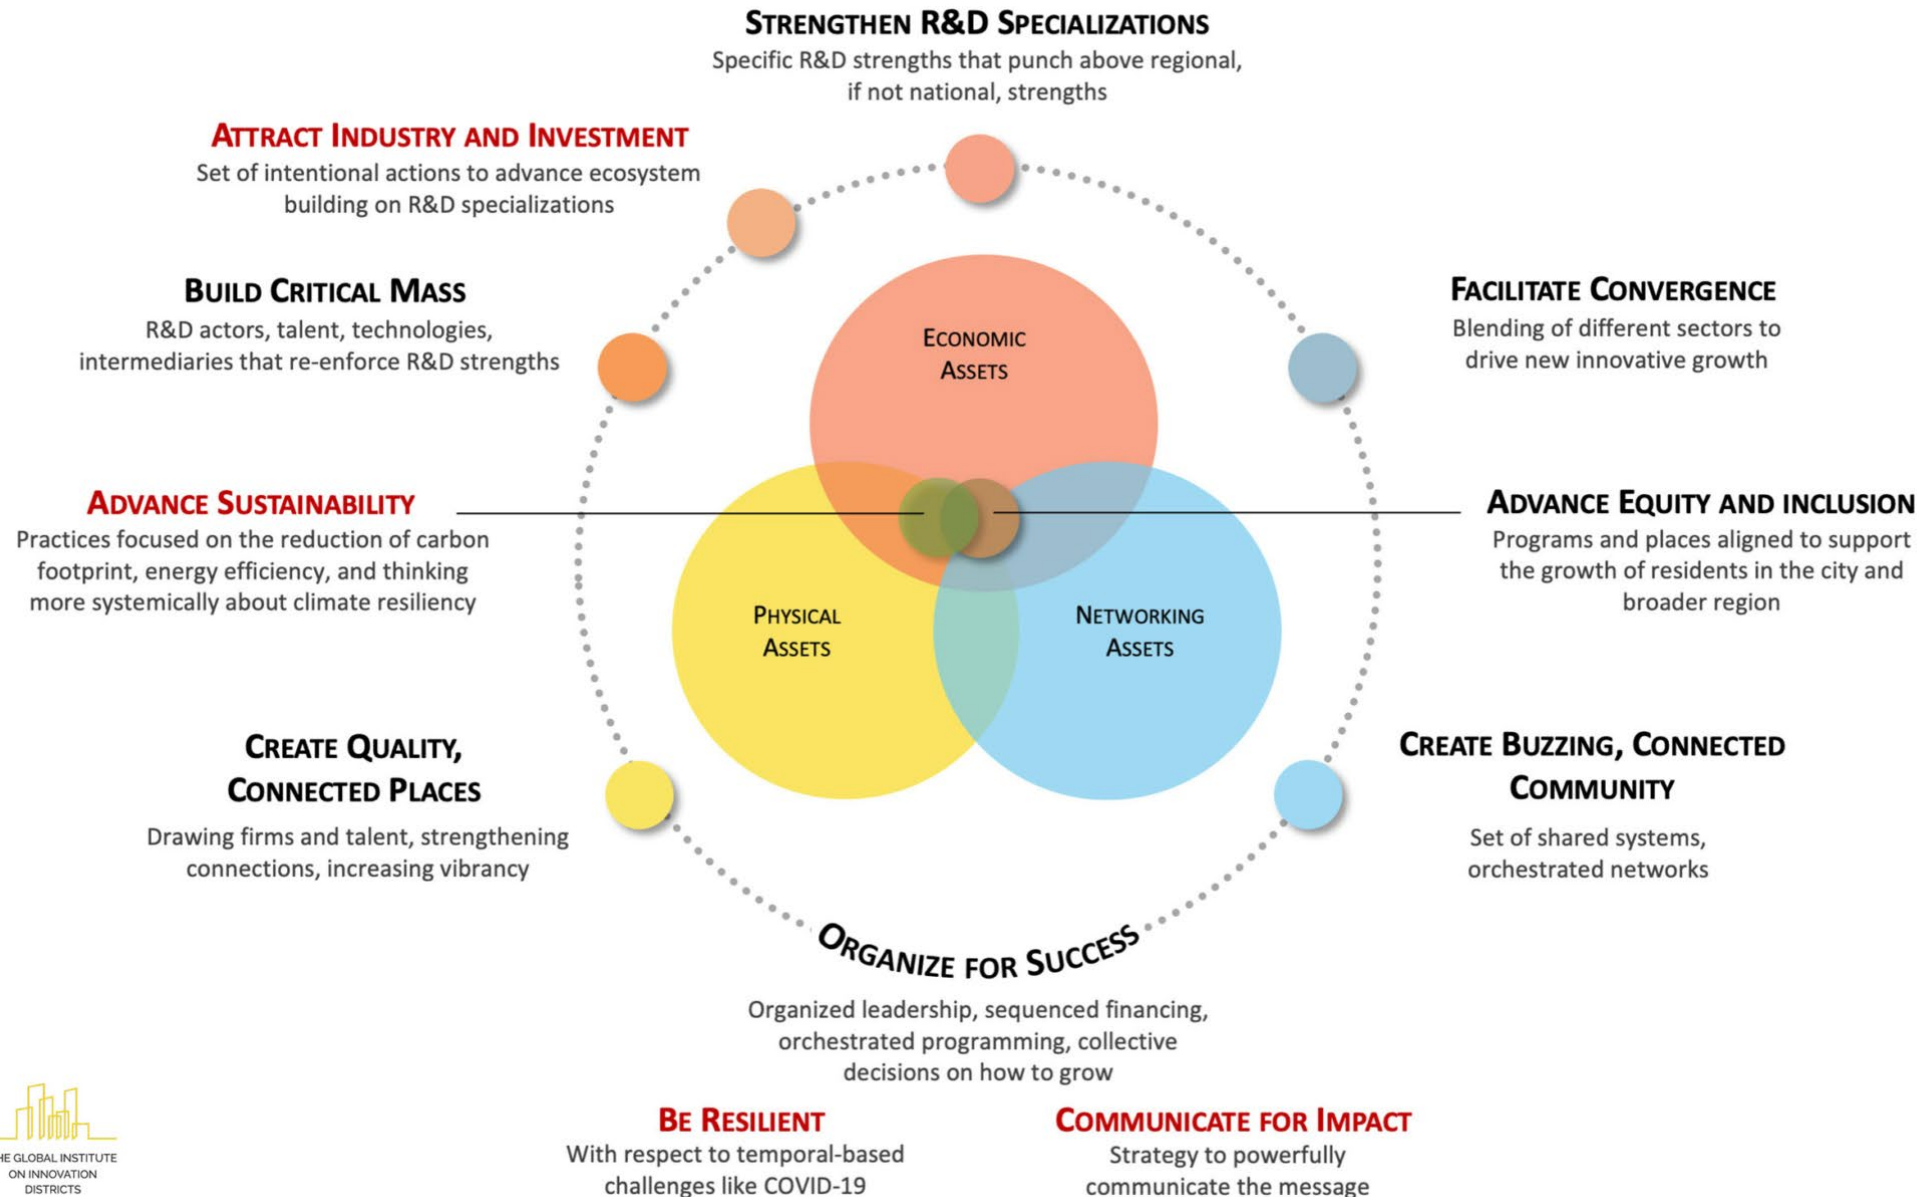 STRENGTHEN R&D SPECIALIZATIONS
Specific R&D strengths that punch above regional,
if not national, strengths
ATTRACT INDUSTRY AND INVESTMENT
Set of intentional actions to advance ecosystem
building on R&D specializations
BUILD CRITICAL MASS
R&D actors, talent, technologies,
intermediaries that re-enforce R&D strengths
FACILITATE CONVERGENCE
Blending of different sectors to
drive new innovative growth
ECONOMIC
ASSETS
ADVANCE SUSTAINABILITY
Practices focused on the reduction of carbon
footprint, energy efficiency, and thinking
more systemically about climate resiliency
ADVANCE EQUITY AND INCLUSION
Programs and places aligned to support
the growth of residents in the city and
broader region
PHYSICAL
ASSETS
NETWORKING
ASSETS
CREATE QUALITY,
CONNECTED PLACES
Drawing firms and talent, strengthening
connections, increasing vibrancy
CREATE BUZZING, CONNECTED
COMMUNITY
Set of shared systems,
orchestrated networks
ORGANIZE FOR SUCCESS
Organized leadership, sequenced financing,
orchestrated programming, collective
decisions on how to grow
BE RESILIENT
With respect to temporal-based
challenges like COVID-19
COMMUNICATE FOR IMPACT
Strategy to powerfully
communicate the message
HE GLOBAL INSTITUTE
ON INNOVATION
DISTRICTS